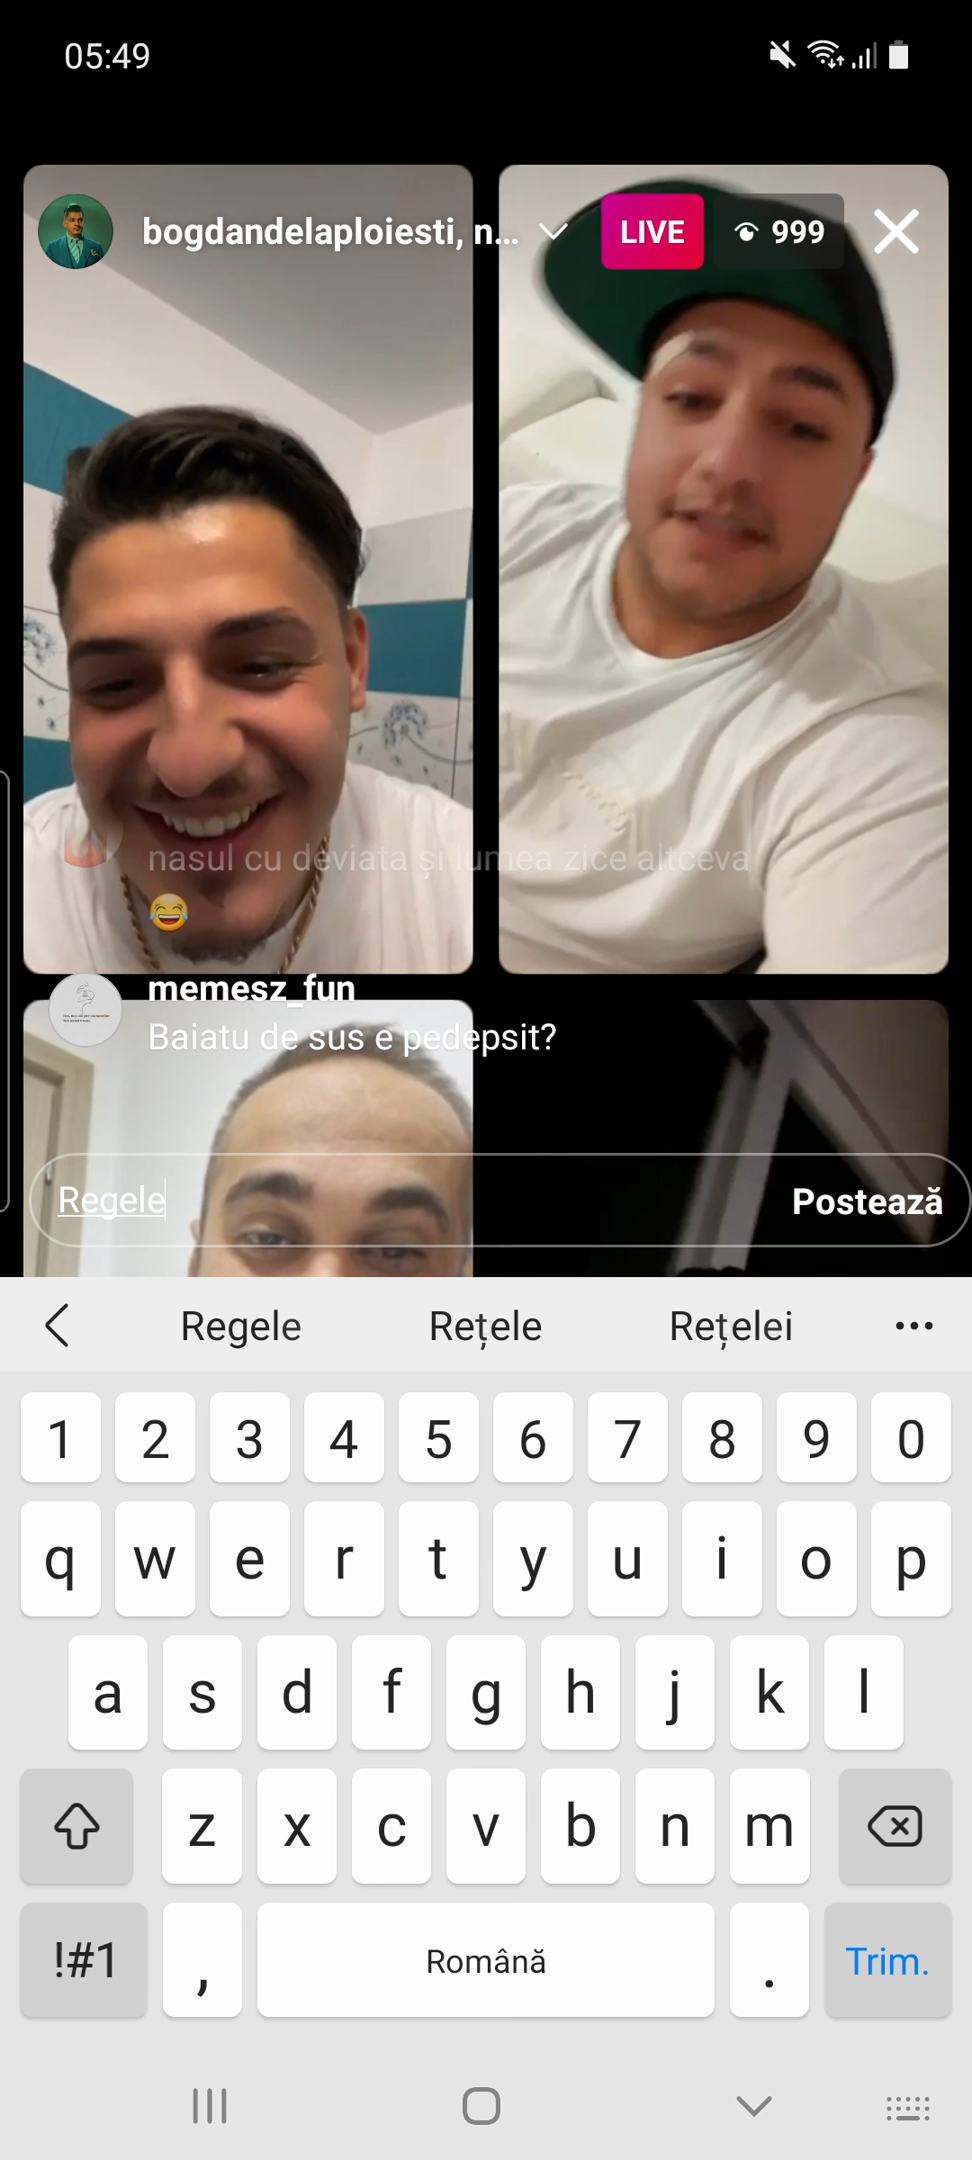 05:49
bogdandelaploiesti, n...
LIVE
999
nasul cu deviata și lumea zice altceva
😂
memesz_fun
Baiatu de sus e pedepsit?
Regele
Postează
Regele Rețele Rețelei
1 2 3 4 5 6 7 8 9 0
q w e r t y u i o p
a s d f g h j k l
z x c v b n m
!#1 , Română . Trim.